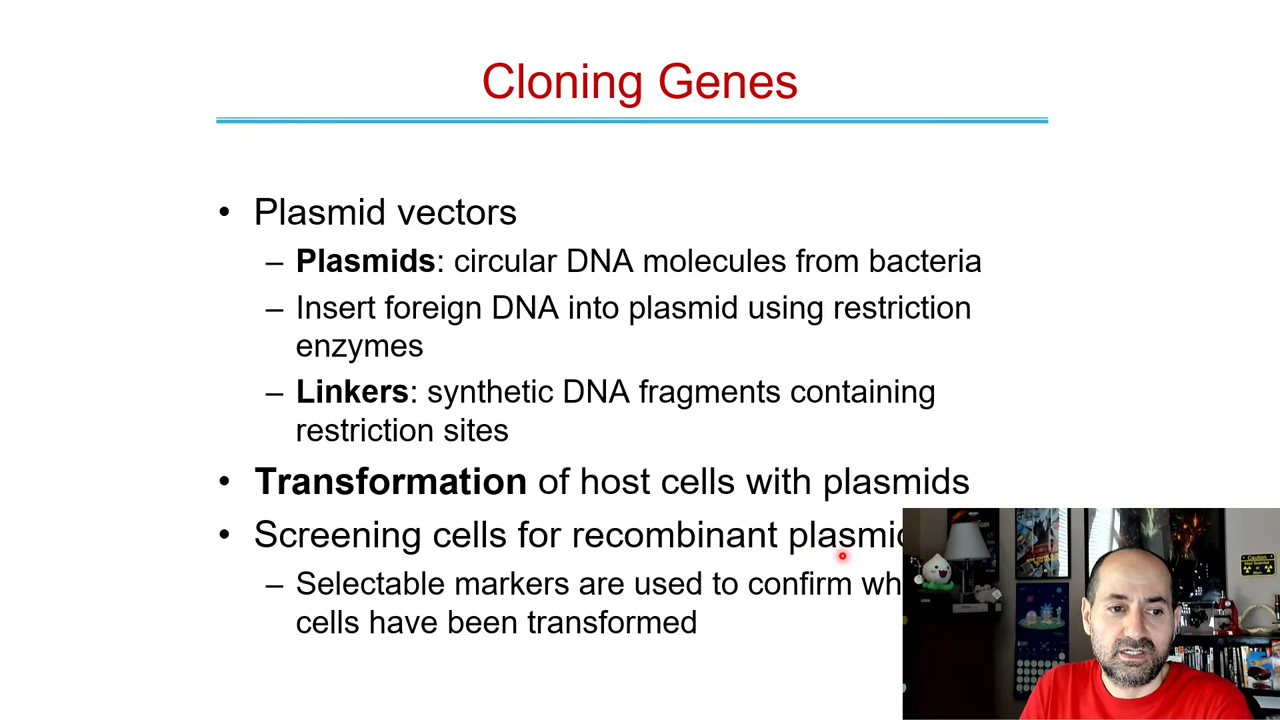 Cloning Genes
• Plasmid vectors
– Plasmids: circular DNA molecules from bacteria
– Insert foreign DNA into plasmid using restriction
enzymes
– Linkers: synthetic DNA fragments containing
restriction sites
• Transformation of host cells with plasmids
• Screening cells for recombinant
– Selectable markers are used to confirm
cells have been transformed
Caution